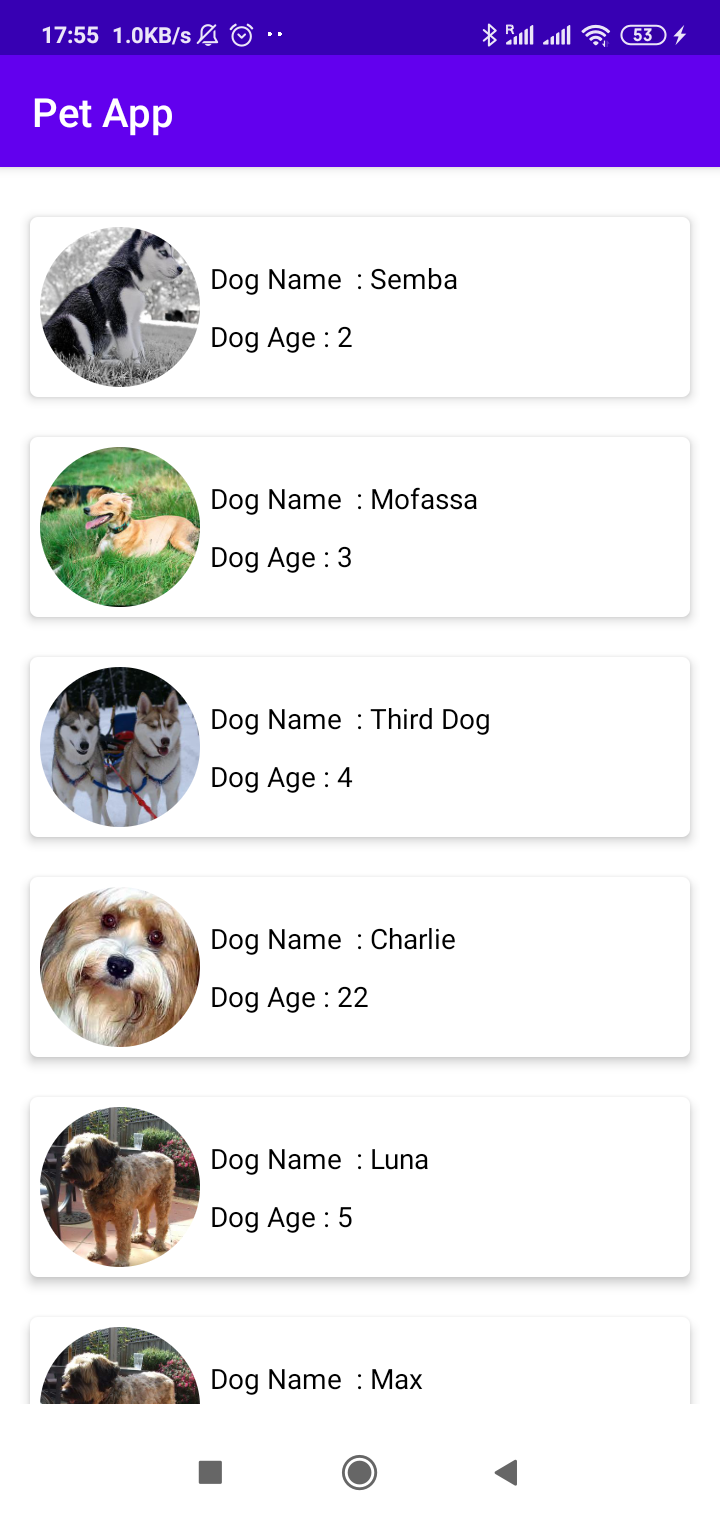 17:55 1.0KB/s R 53
Pet App
Dog Name : Semba
Dog Age : 2
Dog Name : Mofassa
Dog Age : 3
Dog Name : Third Dog
Dog Age : 4
Dog Name : Charlie
Dog Age : 22
Dog Name : Luna
Dog Age : 5
Dog Name : Max